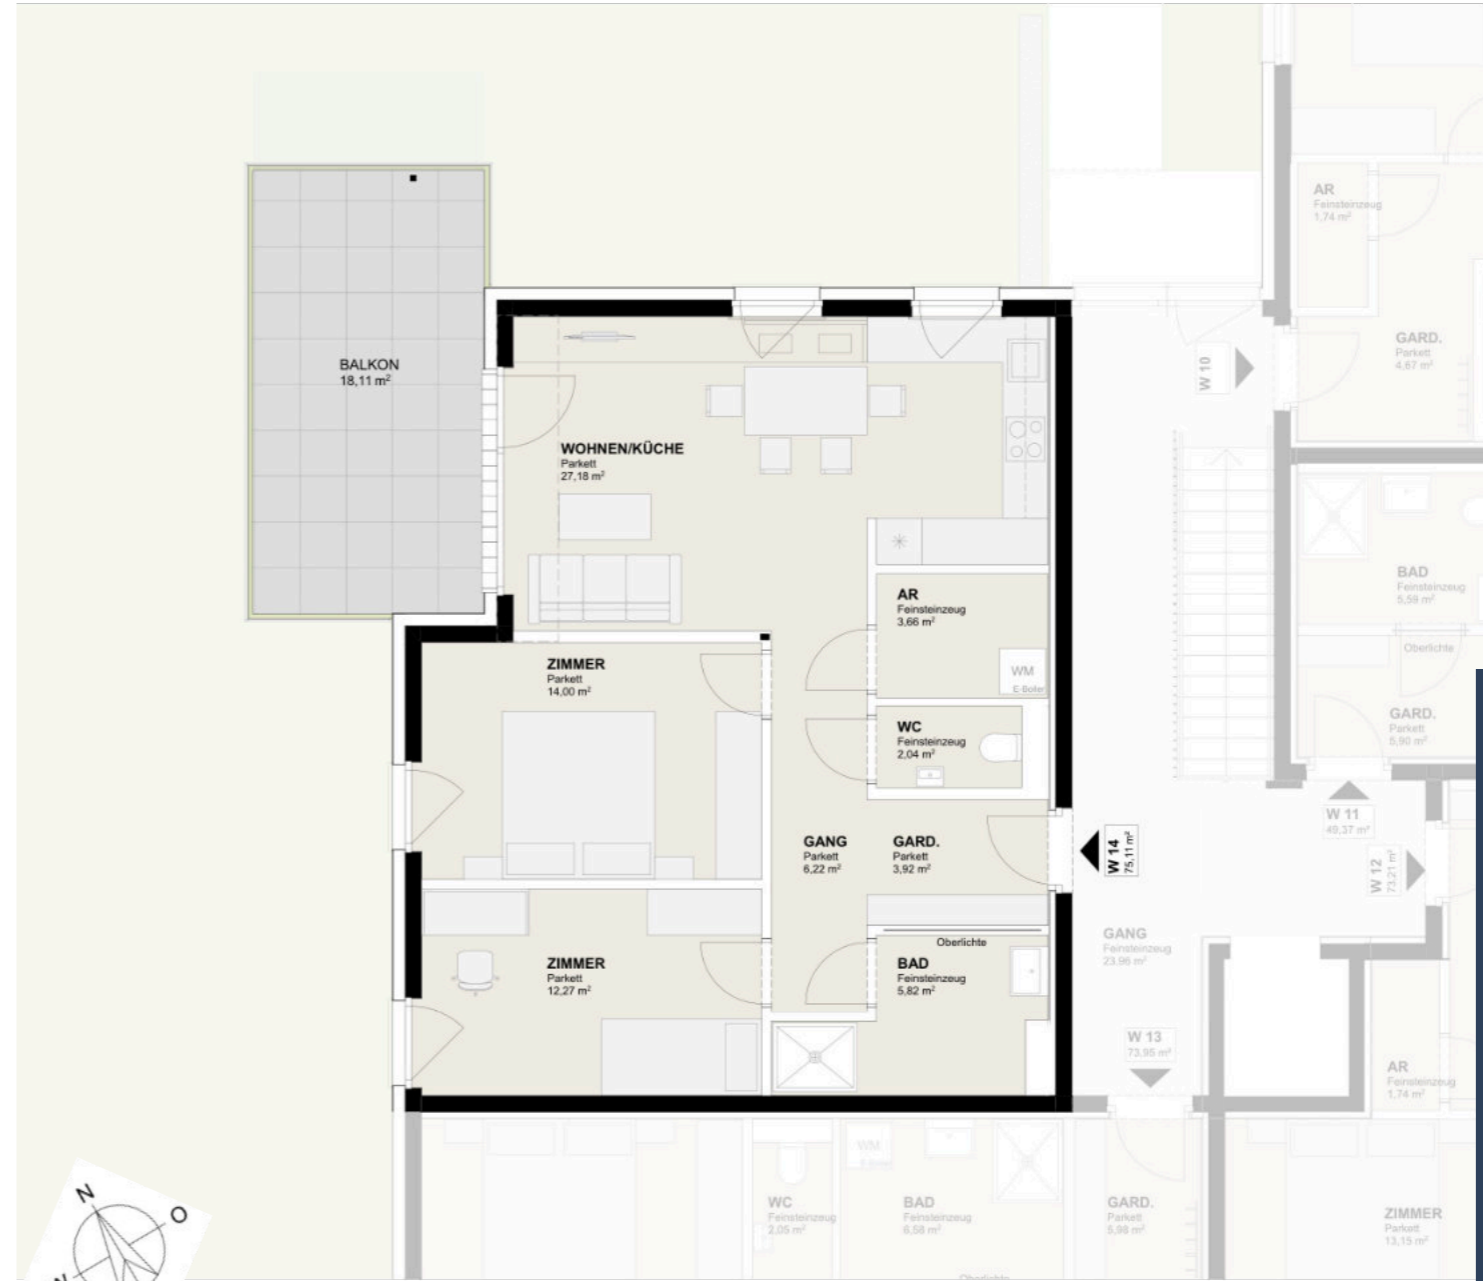 AR
Feinsteinzeug
1,74 m²
GARD.
Parkett
4,67 m²
W 10
BALKON
18,11 m²
WOHNEN/KÜCHE
Parkett
27,18 m²
BAD
Feinsteinzeug
5,59 m²
Oberlichte
GARD.
Parkett
5,90 m²
AR
Feinsteinzeug
3,66 m²
WM
E-Boiler
ZIMMER
Parkett
14,00 m²
WC
Feinsteinzeug
2,04 m²
GANG
Parkett
6,22 m²
GARD.
Parkett
3,92 m²
W 14
75,11 m²
W 11
49,37 m²
W 12
73,21 m²
GANG
Feinsteinzeug
23,96 m²
Oberlichte
ZIMMER
Parkett
12,27 m²
BAD
Feinsteinzeug
5,82 m²
W 13
73,95 m²
AR
Feinsteinzeug
1,74 m²
N
O
W
WM
E-Boiler
WC
Feinsteinzeug
2,05 m²
BAD
Feinsteinzeug
6,58 m²
GARD.
Parkett
5,98 m²
ZIMMER
Parkett
13,15 m²
Oberlichte